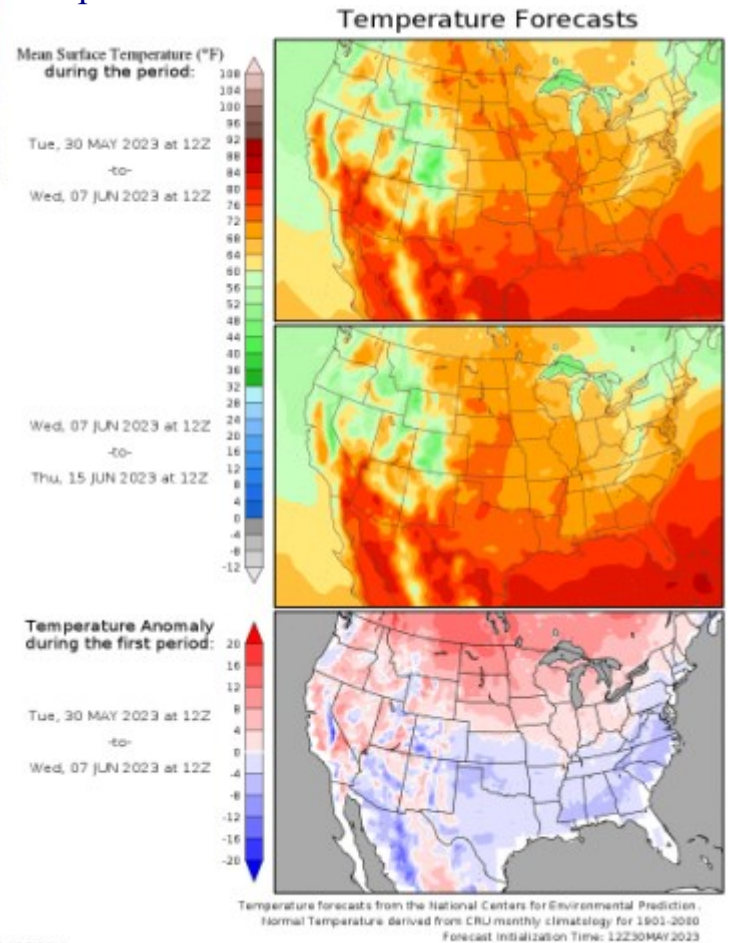 Temperature Forecasts
Mean Surface Temperature (°F)
during the period:
108
104
100
96
92
88
84
80
76
72
68
64
60
56
52
48
44
40
36
32
28
24
20
16
12
8
4
0
-4
-8
-12
Tue, 30 MAY 2023 at 12Z
-to-
Wed, 07 JUN 2023 at 12Z
Wed, 07 JUN 2023 at 12Z
-to-
Thu, 15 JUN 2023 at 12Z
Temperature Anomaly
during the first period:
20
16
12
8
4
0
-4
-8
-12
-16
-20
Tue, 30 MAY 2023 at 12Z
-to-
Wed, 07 JUN 2023 at 12Z
Temperature forecasts from the National Centers for Environmental Prediction.
Normal Temperature derived from CRU monthly climatology for 1901-2000
Forecast Initialization Time: 12Z30MAY2023